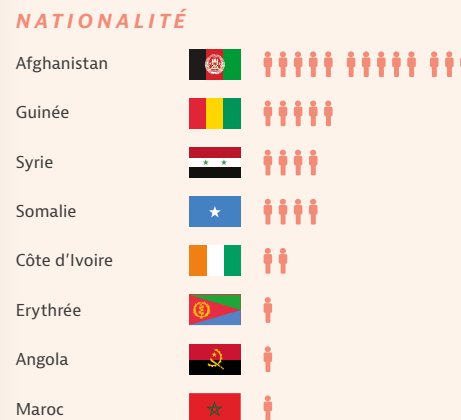 NATIONALITÉ
Afghanistan
Guinée
Syrie
Somalie
Côte d'Ivoire
Erythrée
Angola
Maroc